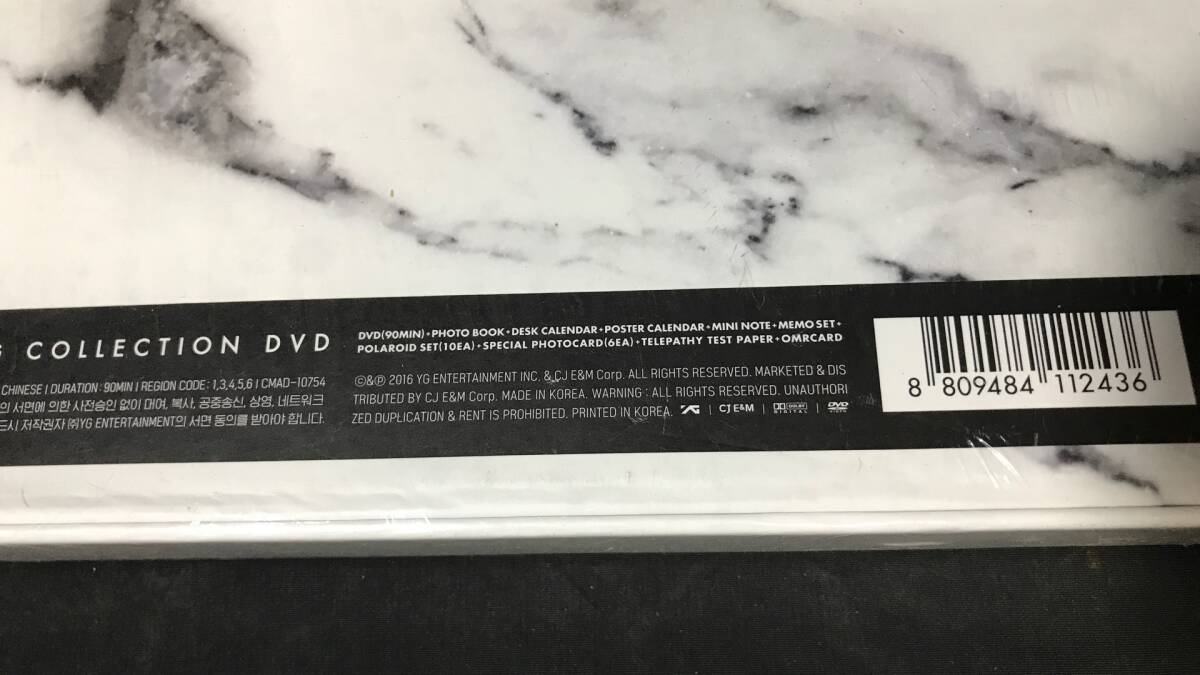 COLLECTION DVD
CHINESE I DURATION: 90MIN I REGION CODE: 1,3,4,5,6 I CMAD-10754
의 서면에 의한 사전승인 없이 대여, 복사, 공중송신, 상영, 네트워크
드시 저작권자 ㈜YG ENTERTAINMENT의 서면 동의를 받아야 합니다.
DVD(90MIN)+PHOTO BOOK+DESK CALENDAR+POSTER CALENDAR+MINI NOTE+MEMO SET+
POLAROID SET(10EA)+SPECIAL PHOTOCARD(6EA)+TELEPATHY TEST PAPER+OMRCARD
©&℗ 2016 YG ENTERTAINMENT INC. & CJ E&M Corp. ALL RIGHTS RESERVED. MARKETED & DIS
TRIBUTED BY CJ E&M Corp. MADE IN KOREA. WARNING : ALL RIGHTS RESERVED. UNAUTHORI
ZED DUPLICATION & RENT IS PROHIBITED. PRINTED IN KOREA. YG | CJ E&M | DOLBY DIGITAL | DVD
8 809484 112436